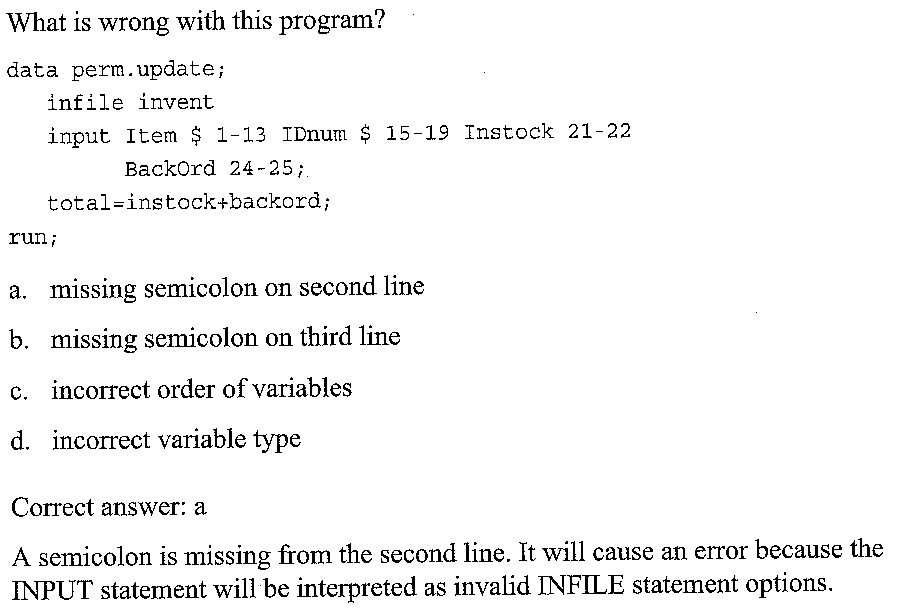 What is wrong with this program?
data perm.update;
infile invent
input Item $ 1-13 IDnum $ 15-19 Instock 21-22
BackOrd 24-25;
total=instock+backord;
run;
a. missing semicolon on second line
b. missing semicolon on third line
c. incorrect order of variables
d. incorrect variable type
Correct answer: a
A semicolon is missing from the second line. It will cause an error because the
INPUT statement will be interpreted as invalid INFILE statement options.